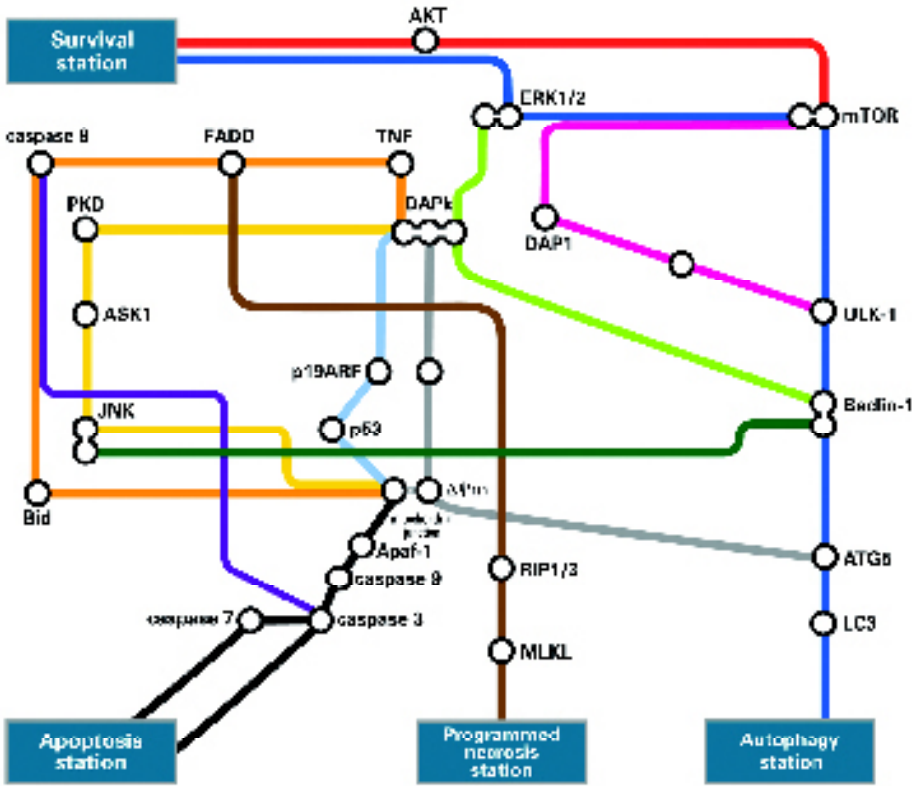 AKT
Survival
station
ERK1/2
mTOR
caspase 8
FADD
TNF
PKD
DAPk
DAP1
ASK1
ULK-1
p19ARF
Beclin-1
JNK
p53
Bid
Apaf-1
ATG5
caspase 9
RIP1/3
caspase 7
caspase 3
LC3
MLKL
Apoptosis
station
Programmed
necrosis
station
Autophagy
station